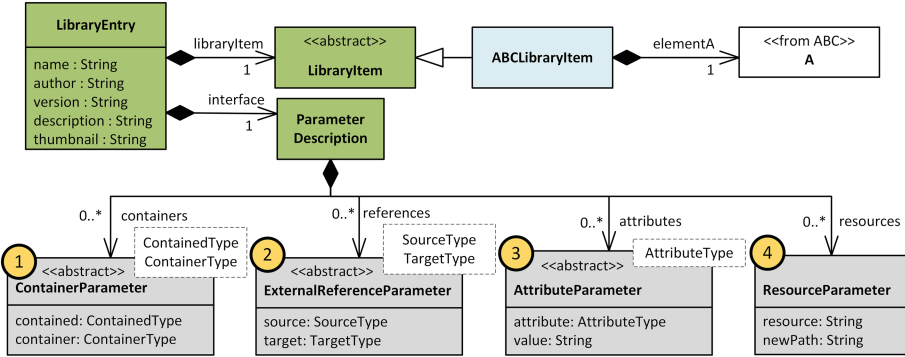 LibraryEntry
name : String
author : String
version : String
description : String
thumbnail : String
libraryItem
1
<<abstract>>
LibraryItem
ABCLibraryItem
elementA
1
<<from ABC>>
A
interface
1
Parameter
Description
0..* containers
0..* references
0..* attributes
0..* resources
1
ContainedType
ContainerType
<<abstract>>
ContainerParameter
contained: ContainedType
container: ContainerType
2
SourceType
TargetType
<<abstract>>
ExternalReferenceParameter
source: SourceType
target: TargetType
3
AttributeType
<<abstract>>
AttributeParameter
attribute: AttributeType
value: String
4
ResourceParameter
resource: String
newPath: String